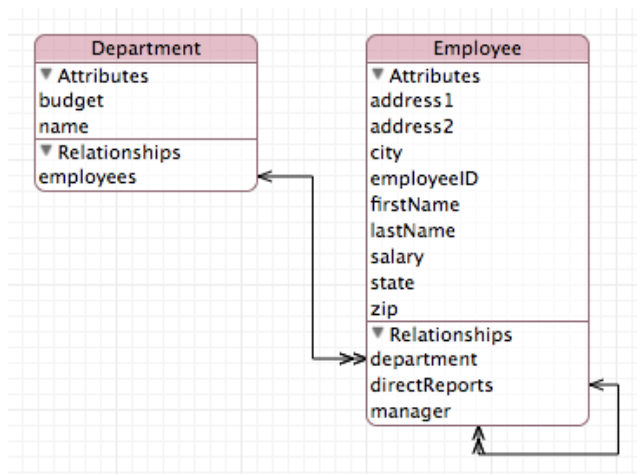 Department
Attributes
budget
name
Relationships
employees
Employee
Attributes
address1
address2
city
employeeID
firstName
lastName
salary
state
zip
Relationships
department
directReports
manager